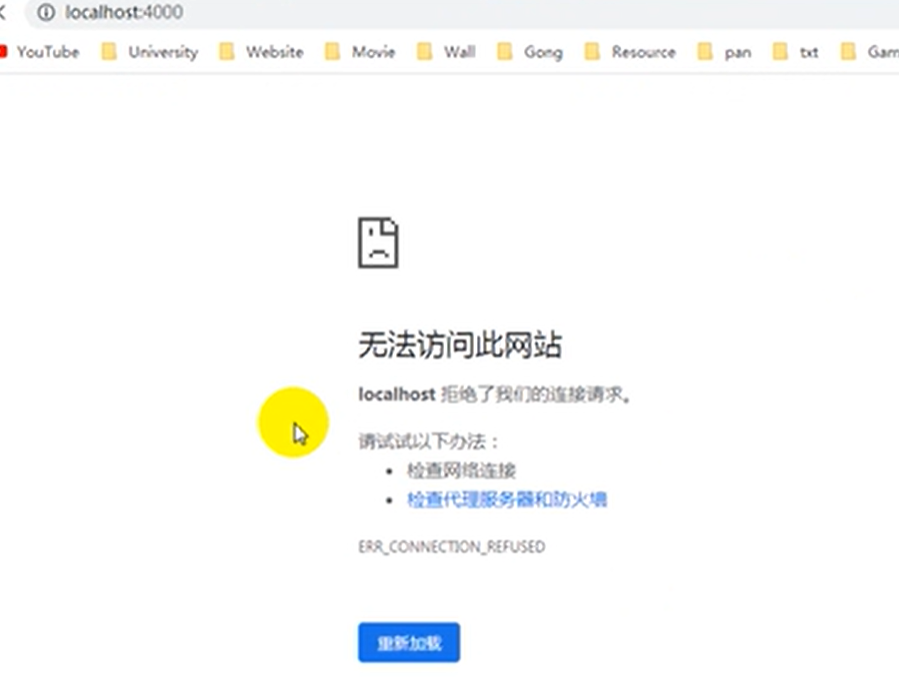 localhost:4000
YouTube University Website Movie Wall Gong Resource pan txt Gam
无法访问此网站
localhost 拒绝了我们的连接请求。
请试试以下办法：
• 检查网络连接
• 检查代理服务器和防火墙
ERR_CONNECTION_REFUSED
重新加载